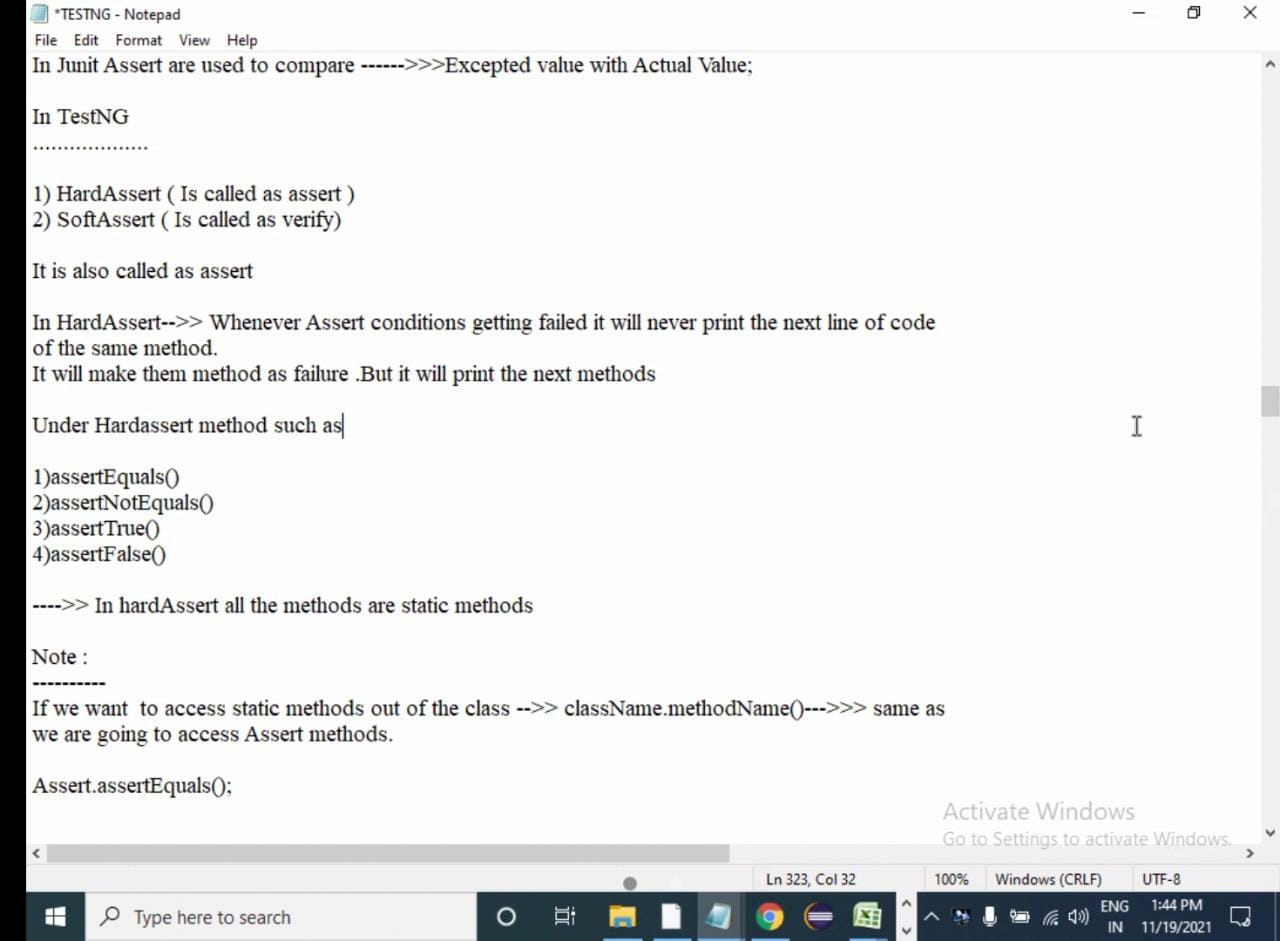 *TESTNG - Notepad
File Edit Format View Help
In Junit Assert are used to compare ------>>>Excepted value with Actual Value;
In TestNG
...................
1) HardAssert ( Is called as assert )
2) SoftAssert ( Is called as verify)
It is also called as assert
In HardAssert-->> Whenever Assert conditions getting failed it will never print the next line of code
of the same method.
It will make them method as failure .But it will print the next methods
Under Hardassert method such as
1)assertEquals()
2)assertNotEquals()
3)assertTrue()
4)assertFalse()
---->> In hardAssert all the methods are static methods
Note :
----------
If we want  to access static methods out of the class -->> className.methodName()--->>> same as
we are going to access Assert methods.
Assert.assertEquals();
Activate Windows
Go to Settings to activate Windows.
Ln 323, Col 32 100% Windows (CRLF) UTF-8
Type here to search
ENG
IN
1:44 PM
11/19/2021